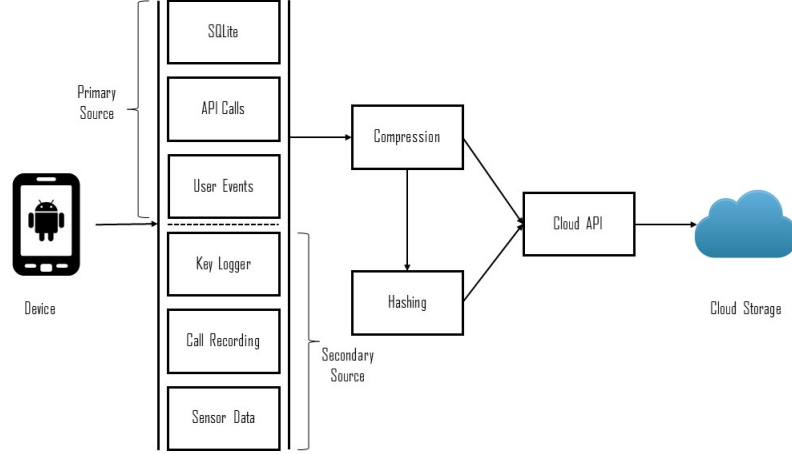 SQLite
Primary
Source
API Calls
Compression
User Events
Cloud API
Key Logger
Hashing
Device
Cloud Storage
Call Recording
Secondary
Source
Sensor Data